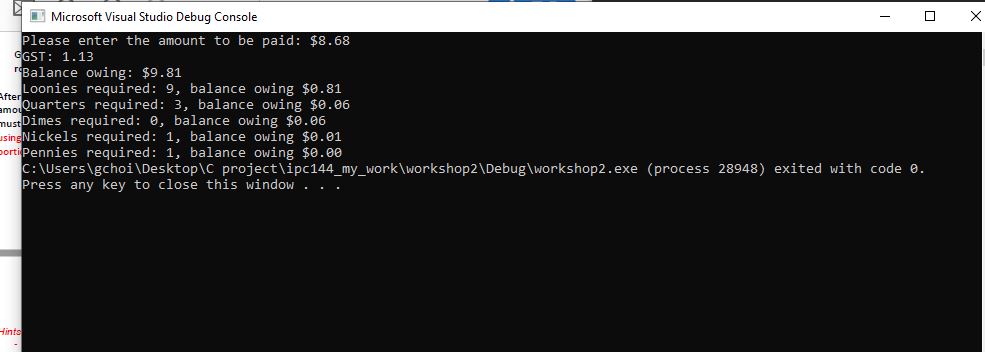 Microsoft Visual Studio Debug Console
Please enter the amount to be paid: $8.68
GST: 1.13
Balance owing: $9.81
Loonies required: 9, balance owing $0.81
Quarters required: 3, balance owing $0.06
Dimes required: 0, balance owing $0.06
Nickels required: 1, balance owing $0.01
Pennies required: 1, balance owing $0.00
C:\Users\gchoi\Desktop\C project\ipc144_my_work\workshop2\Debug\workshop2.exe (process 28948) exited with code 0.
Press any key to close this window . . .
After
must
using
Hints
-